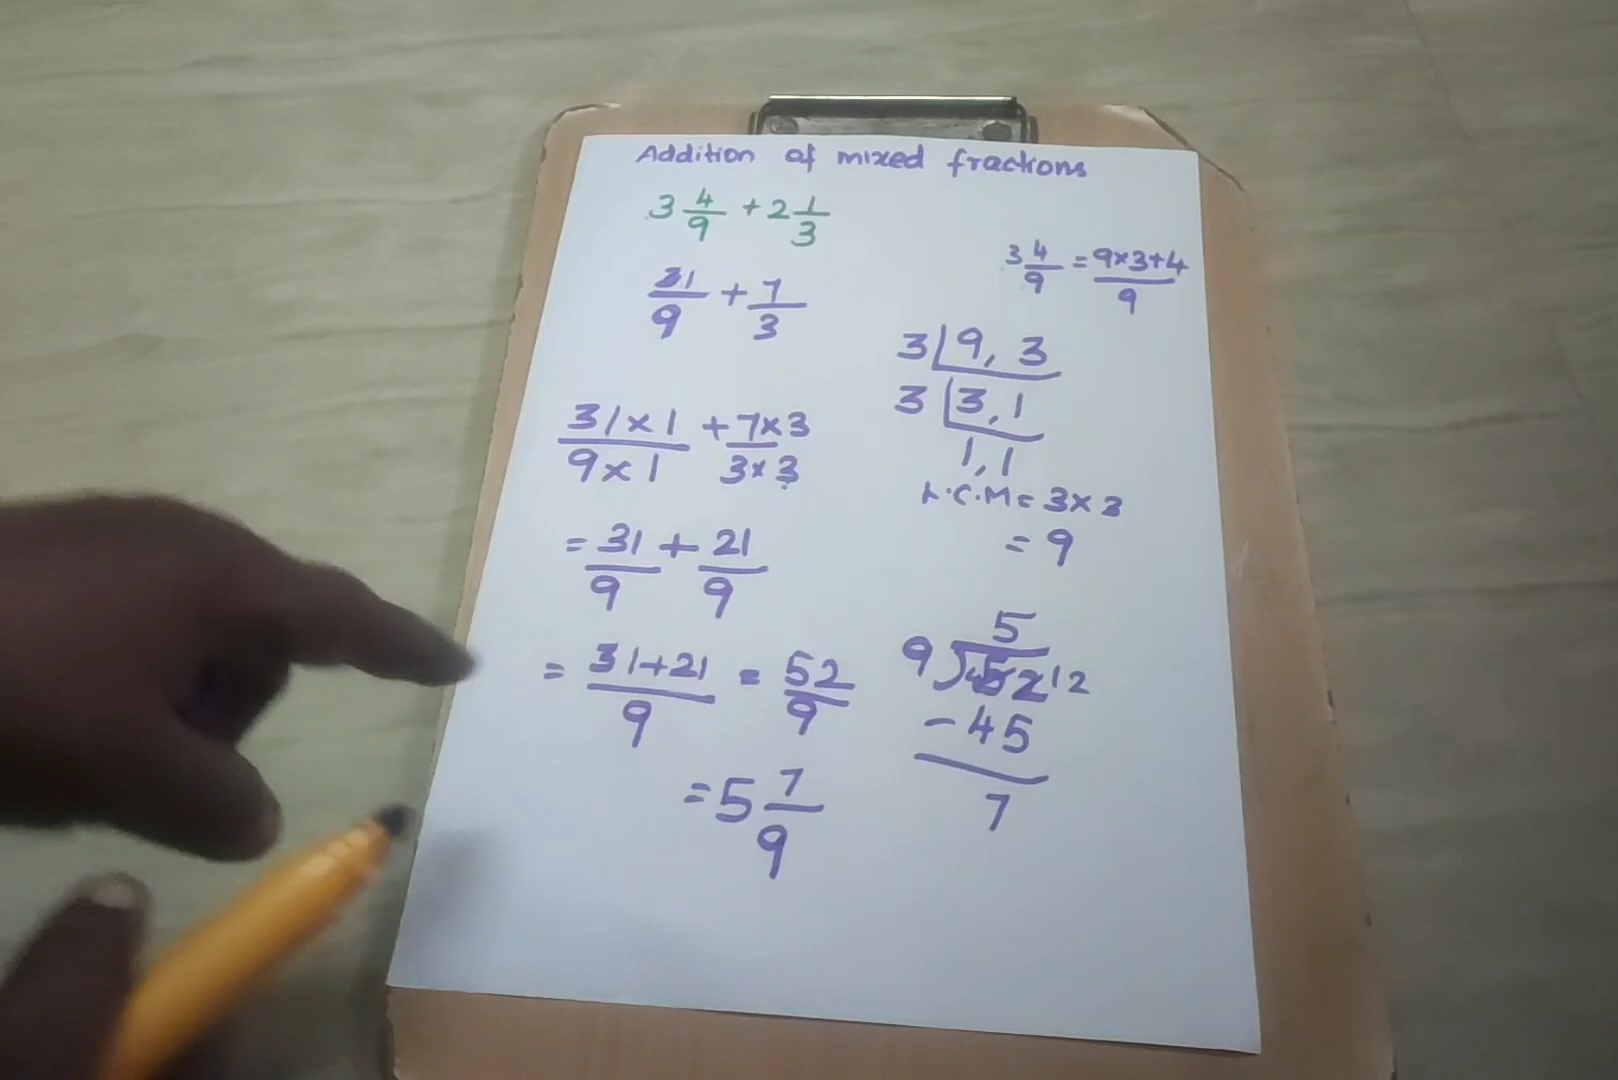 Addition of mixed fractions
3 4/9 + 2 1/3
3 4/9 = 9×3+4/9
31/9 + 7/3
3 | 9, 3
3 | 3, 1
1, 1
31×1/9×1 + 7×3/3×3
L.C.M = 3×3
= 9
= 31/9 + 21/9
= 31+21/9 = 52/9
5
9 ) 52 12
- 45
7
= 5 7/9